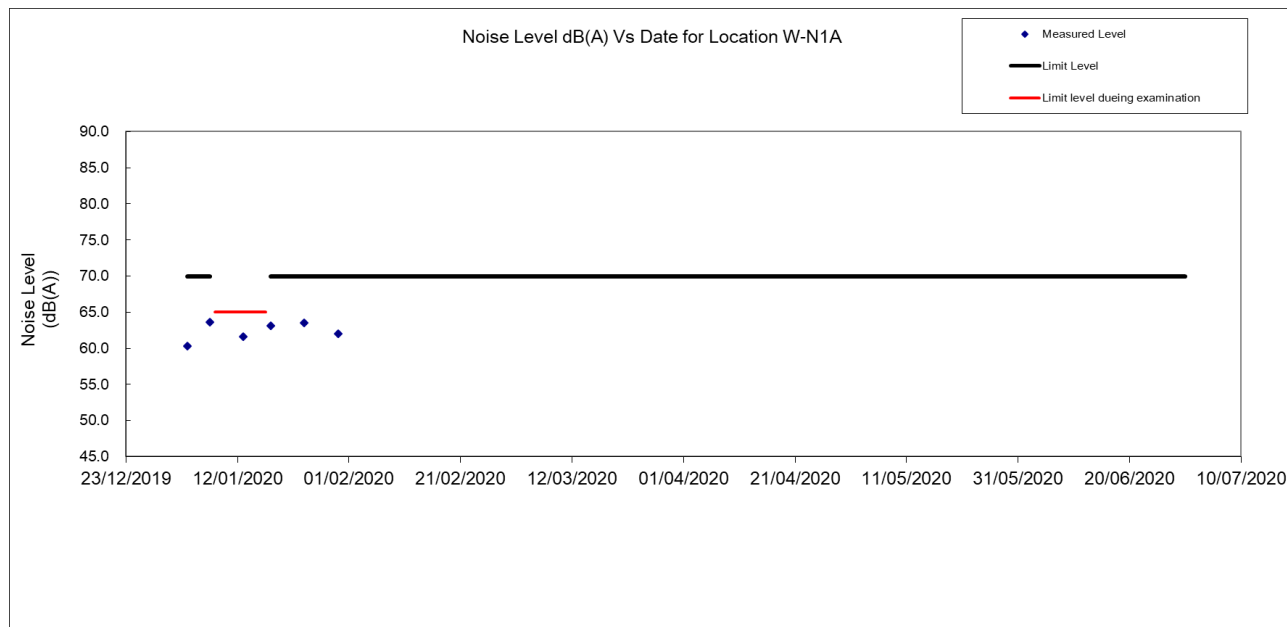 Noise Level dB(A) Vs Date for Location W-N1A
Measured Level
Limit Level
Limit level dueing examination
90.0
85.0
80.0
75.0
70.0
65.0
60.0
55.0
50.0
45.0
Noise Level
(dB(A))
23/12/2019 12/01/2020 01/02/2020 21/02/2020 12/03/2020 01/04/2020 21/04/2020 11/05/2020 31/05/2020 20/06/2020 10/07/2020